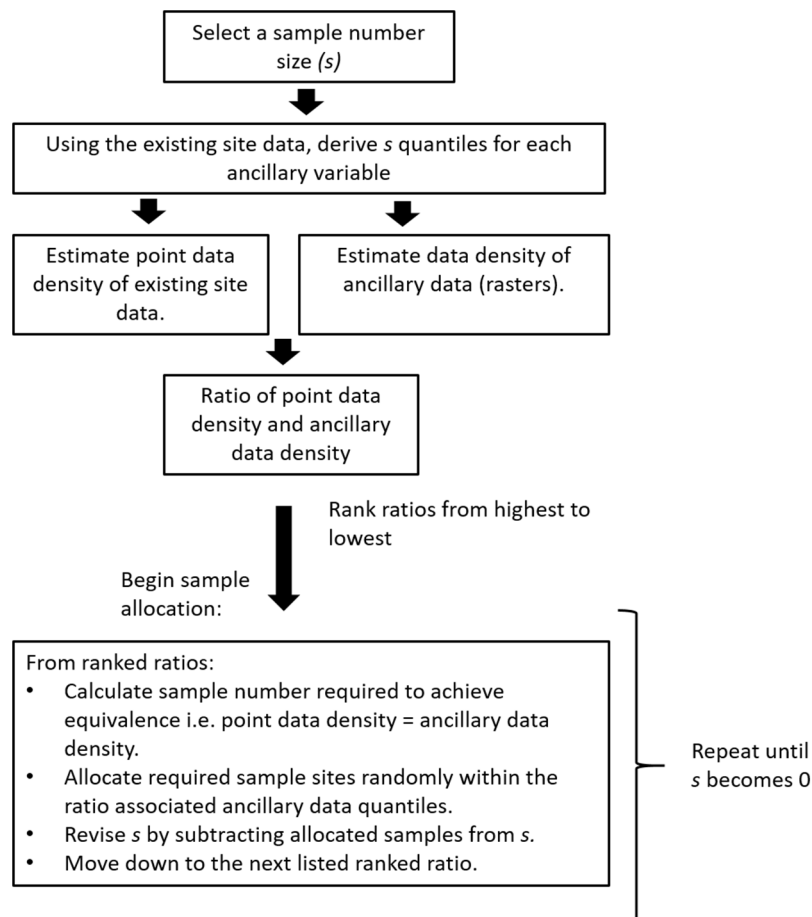 Select a sample number
size (s)
Using the existing site data, derive s quantiles for each
ancillary variable
Estimate point data
density of existing site
data.
Estimate data density of
ancillary data (rasters).
Ratio of point data
density and ancillary
data density
Rank ratios from highest to
lowest
Begin sample
allocation:
From ranked ratios:
• Calculate sample number required to achieve
equivalence i.e. point data density = ancillary data
density.
• Allocate required sample sites randomly within the
ratio associated ancillary data quantiles.
• Revise s by subtracting allocated samples from s.
• Move down to the next listed ranked ratio.
Repeat until
s becomes 0